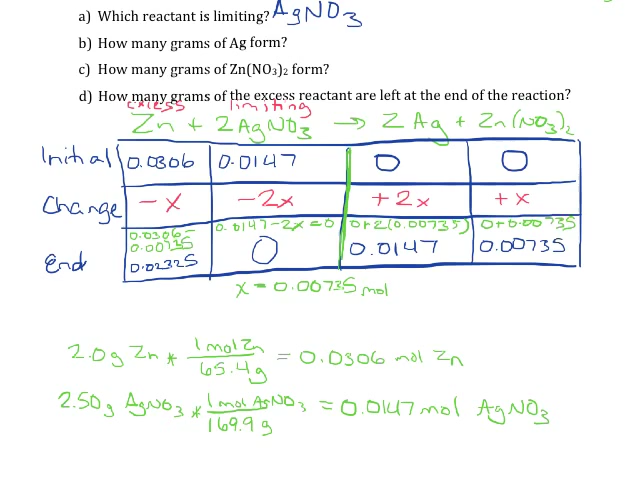 a) Which reactant is limiting? AgNO3
b) How many grams of Ag form?
c) How many grams of Zn(NO3)2 form?
d) How many grams of the excess reactant are left at the end of the reaction?
excess limiting
Zn + 2AgNO3 → 2 Ag + Zn(NO3)2
Initial 0.0306 0.0147 0 0
Change -x -2x +2x +x
0.0306- 0.0147-2x=0 0+2(0.00735) 0+0.00735
0.00735
End 0.02325 0 0.0147 0.00735
x = 0.00735 mol
2.0g Zn * 1 mol Zn / 65.4g = 0.0306 mol Zn
2.50g AgNO3 * 1 mol AgNO3 / 169.9 g = 0.0147 mol AgNO3